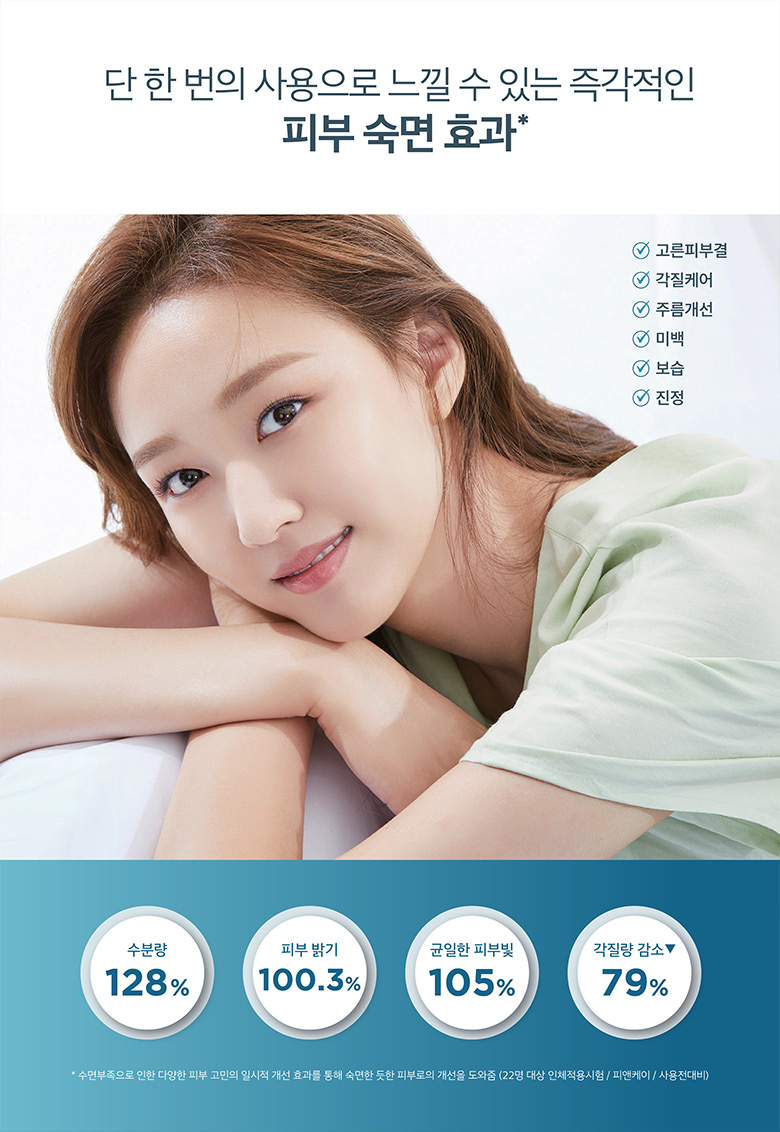 단 한 번의 사용으로 느낄 수 있는 즉각적인
피부 숙면 효과*
고른피부결
각질케어
주름개선
미백
보습
진정
수분량
128%
피부 밝기
100.3%
균일한 피부빛
105%
각질량 감소▼
79%
* 수면부족으로 인한 다양한 피부 고민의 일시적 개선 효과를 통해 숙면한 듯한 피부로의 개선을 도와줌 (22명 대상 인체적용시험 / 피앤케이 / 사용전대비)